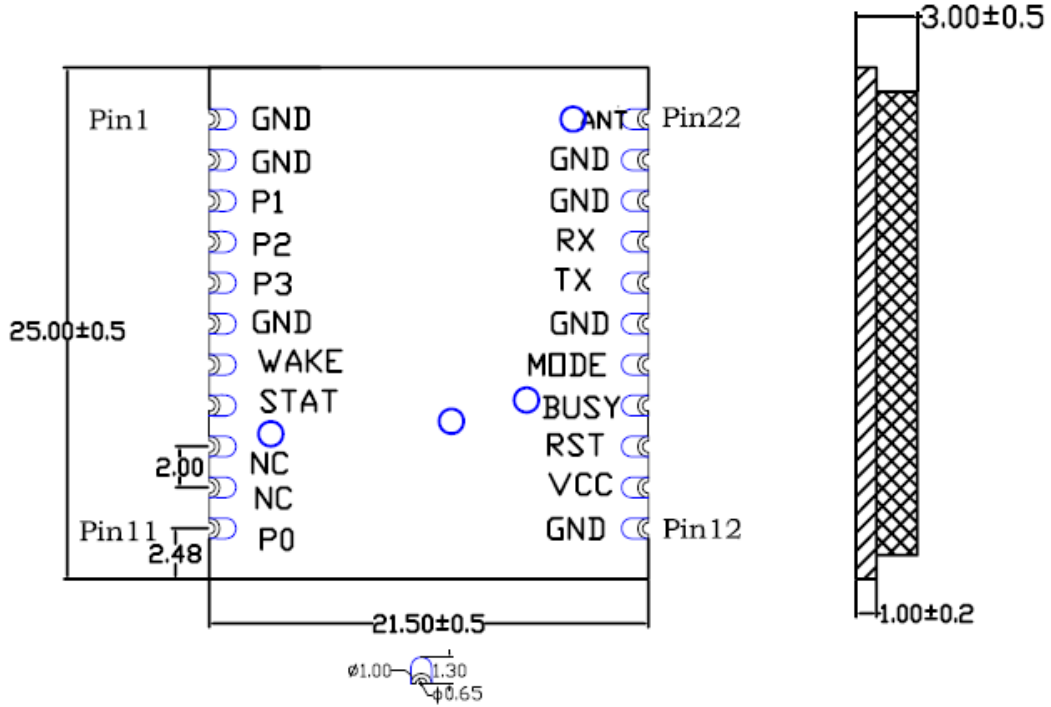 3.00±0.5
Pin1 GND ANT Pin22
GND GND
P1 GND
P2 RX
P3 TX
GND GND
25.00±0.5
WAKE MODE
STAT BUSY
RST
2.00 NC
VCC
NC
Pin11 P0 GND Pin12
2.48
1.00±0.2
21.50±0.5
ø1.00 1.30
ϕ0.65